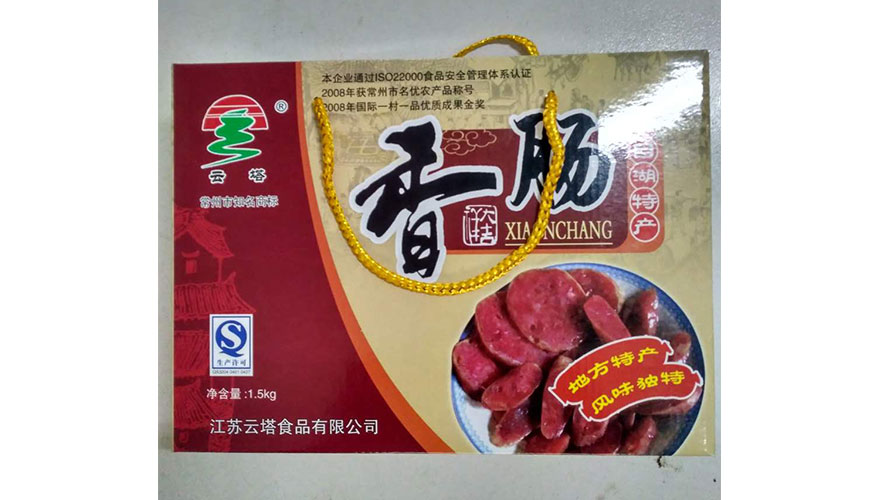 本企业通过ISO22000食品安全管理体系认证
2008年获常州市名优农产品称号
2008年国际一村一品优质成果金奖
®
云塔
常州市知名商标
香肠
湖特产
地方特产
风味独特
生产许可
净含量:1.5kg
江苏云塔食品有限公司